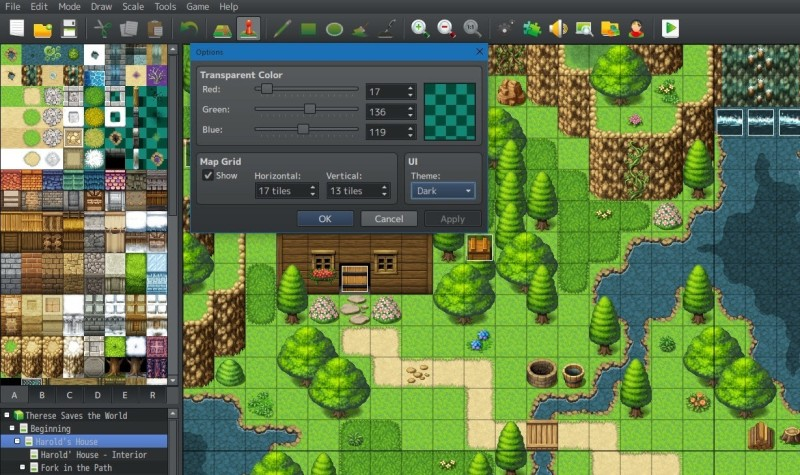 File Edit Mode Draw Scale Tools Game Help
1:1
Options
Transparent Color
Red: 17
Green: 136
Blue: 119
Map Grid
UI
Show
Horizontal:
Vertical:
Theme:
17 tiles
13 tiles
Dark
OK
Cancel
Apply
A B C D E R
Therese Saves the World
Beginning
Harold's House
Harold' House - Interior
Fork in the Path